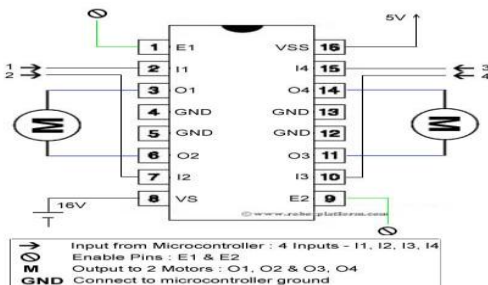 5V
1 E1 VSS 16
1
2
2 I1 I4 15
3
4
3 O1 O4 14
4 GND GND 13
M
M
5 GND GND 12
6 O2 O3 11
7 I2 I3 10
16V
8 VS E2 9
© www.robotplatform.com
Input from Microcontroller : 4 Inputs - I1, I2, I3, I4
Enable Pins : E1 & E2
M Output to 2 Motors : O1, O2 & O3, O4
GND Connect to microcontroller ground